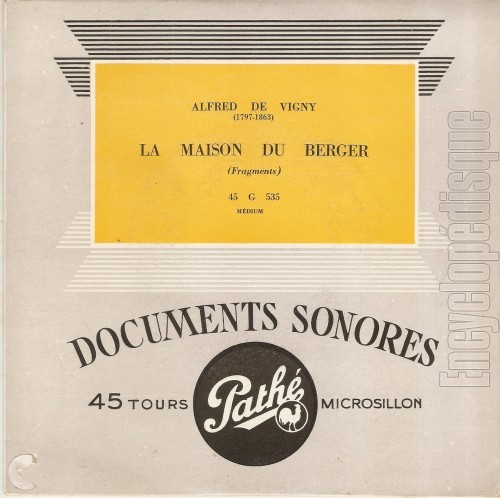 ALFRED DE VIGNY
(1797-1863)
LA MAISON DU BERGER
(Fragments)
45 G 535
MÉDIUM
DOCUMENTS SONORES
45 TOURS Pathé MICROSILLON
Encyclopédisque